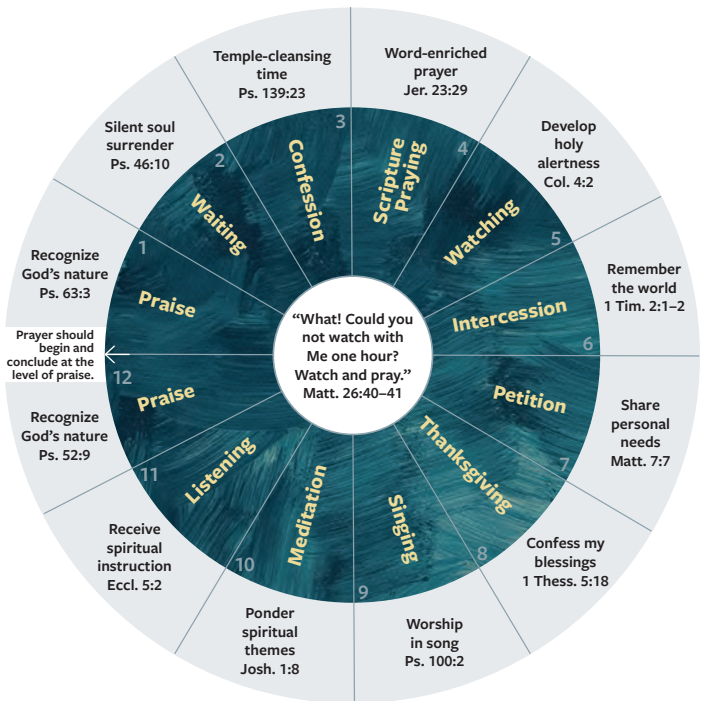 Prayer should
begin and
conclude at the
level of praise.
1
Praise
Recognize
God’s nature
Ps. 63:3
2
Waiting
Silent soul
surrender
Ps. 46:10
3
Confession
Temple-cleansing
time
Ps. 139:23
4
Scripture
Praying
Word-enriched
prayer
Jer. 23:29
5
Watching
Develop
holy
alertness
Col. 4:2
6
Intercession
Remember
the world
1 Tim. 2:1–2
7
Petition
Share
personal
needs
Matt. 7:7
8
Thanksgiving
Confess my
blessings
1 Thess. 5:18
9
Singing
Worship
in song
Ps. 100:2
10
Meditation
Ponder
spiritual
themes
Josh. 1:8
11
Listening
Receive
spiritual
instruction
Eccl. 5:2
12
Praise
Recognize
God’s nature
Ps. 52:9
“What! Could you
not watch with
Me one hour?
Watch and pray.”
Matt. 26:40–41